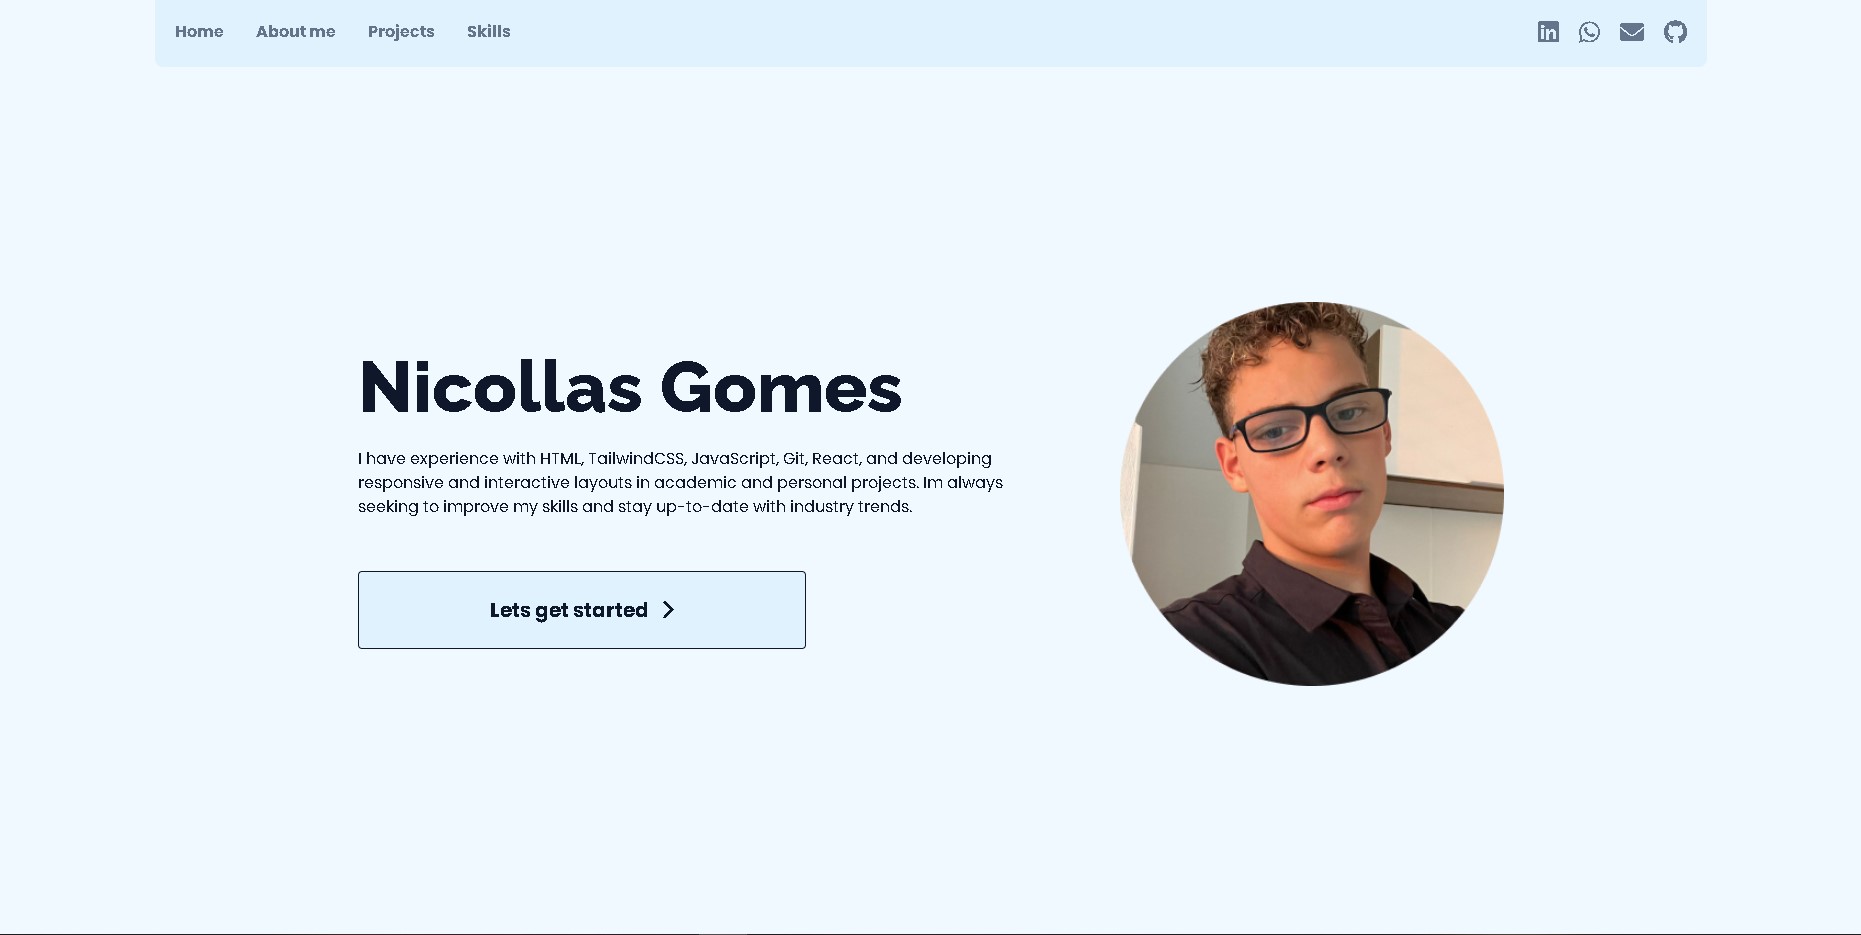 Home
About me
Projects
Skills
Nicollas Gomes
I have experience with HTML, TailwindCSS, JavaScript, Git, React, and developing
responsive and interactive layouts in academic and personal projects. Im always
seeking to improve my skills and stay up-to-date with industry trends.
Lets get started